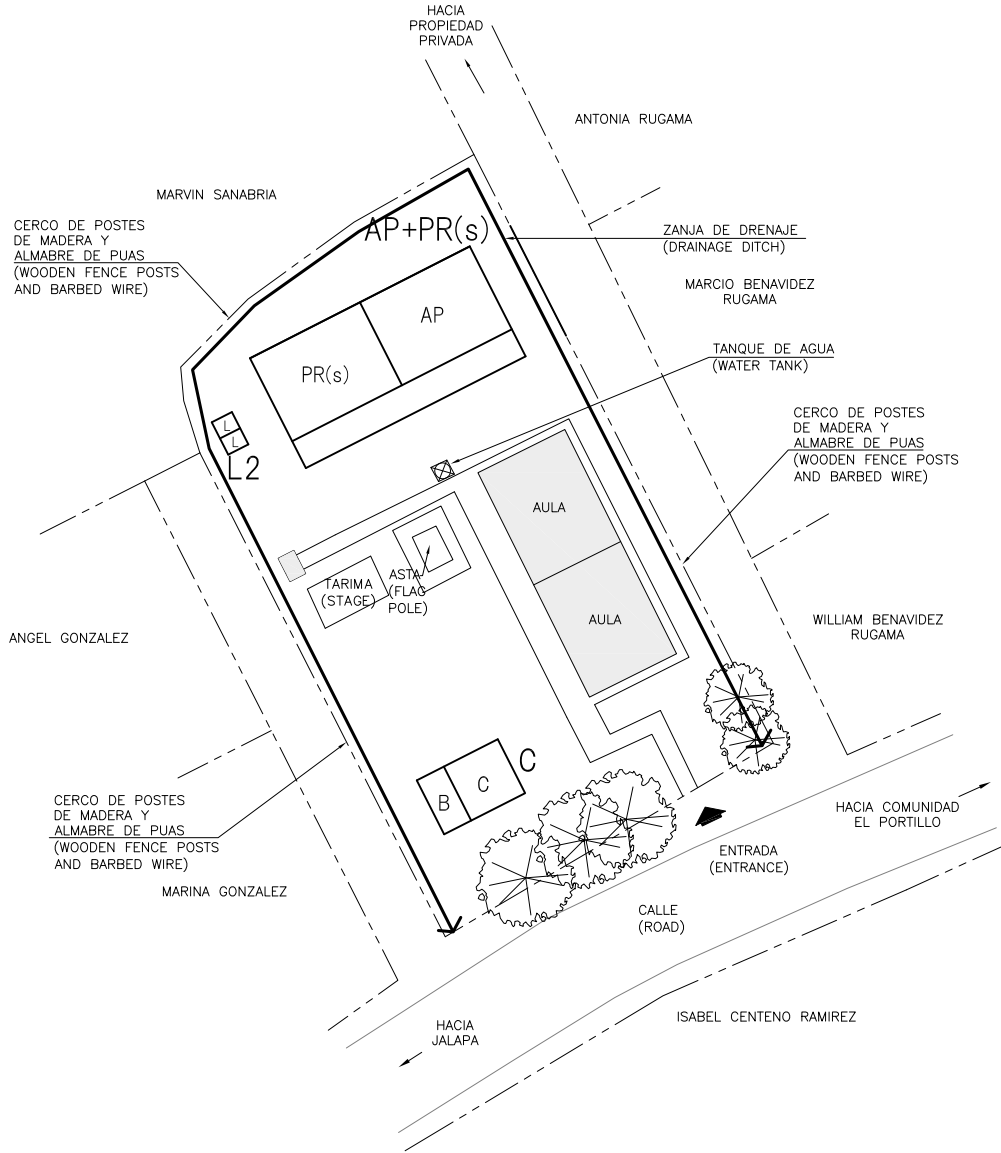 HACIA
PROPIEDAD
PRIVADA
ANTONIA RUGAMA
MARVIN SANABRIA
CERCO DE POSTES
DE MADERA Y
ALMABRE DE PUAS
(WOODEN FENCE POSTS
AND BARBED WIRE)
AP+PR(s)
ZANJA DE DRENAJE
(DRAINAGE DITCH)
MARCIO BENAVIDEZ
RUGAMA
AP
PR(s)
TANQUE DE AGUA
(WATER TANK)
L
L
L2
CERCO DE POSTES
DE MADERA Y
ALMABRE DE PUAS
(WOODEN FENCE POSTS
AND BARBED WIRE)
AULA
TARIMA
(STAGE)
ASTA
(FLAG
POLE)
AULA
ANGEL GONZALEZ
WILLIAM BENAVIDEZ
RUGAMA
C
B
C
CERCO DE POSTES
DE MADERA Y
ALMABRE DE PUAS
(WOODEN FENCE POSTS
AND BARBED WIRE)
HACIA COMUNIDAD
EL PORTILLO
ENTRADA
(ENTRANCE)
MARINA GONZALEZ
CALLE
(ROAD)
ISABEL CENTENO RAMIREZ
HACIA
JALAPA